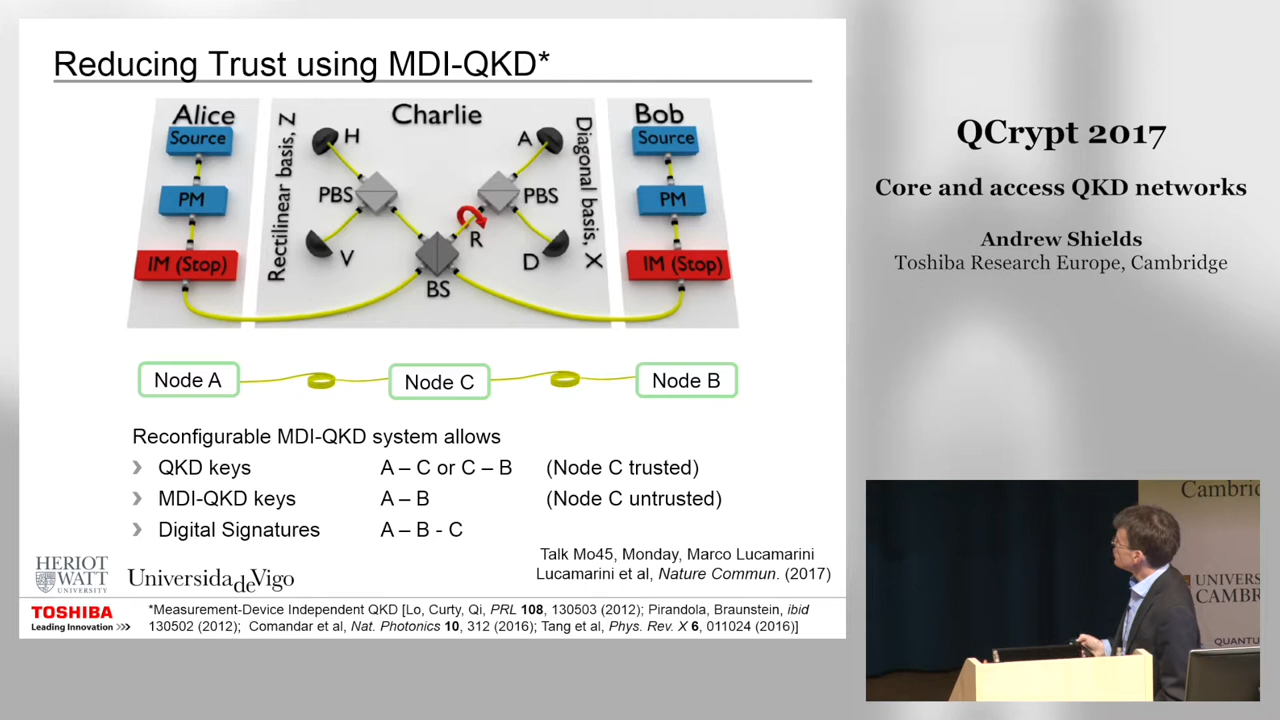 Reducing Trust using MDI-QKD*
Alice
Charlie
Bob
Source
Source
PM
PM
IM (Stop)
IM (Stop)
Rectilinear basis, Z
Diagonal basis, X
H
A
PBS
PBS
V
R
D
BS
Node A
Node C
Node B
Reconfigurable MDI-QKD system allows
› QKD keys A – C or C – B (Node C trusted)
› MDI-QKD keys A – B (Node C untrusted)
› Digital Signatures A – B - C
Talk Mo45, Monday, Marco Lucamarini
Lucamarini et al, Nature Commun. (2017)
HERIOT
WATT
UNIVERSITY
UniversidadeVigo
TOSHIBA
Leading Innovation >>>
*Measurement-Device Independent QKD [Lo, Curty, Qi, PRL 108, 130503 (2012); Pirandola, Branstein, ibid
130502 (2012); Comandar et al, Nat. Photonics 10, 312 (2016); Tang et al, Phys. Rev. X 6, 011024 (2016)]
QCrypt 2017
Core and access QKD networks
Andrew Shields
Toshiba Research Europe, Cambridge
Cambrid
UNIVERS
CAMBR
QUANTU